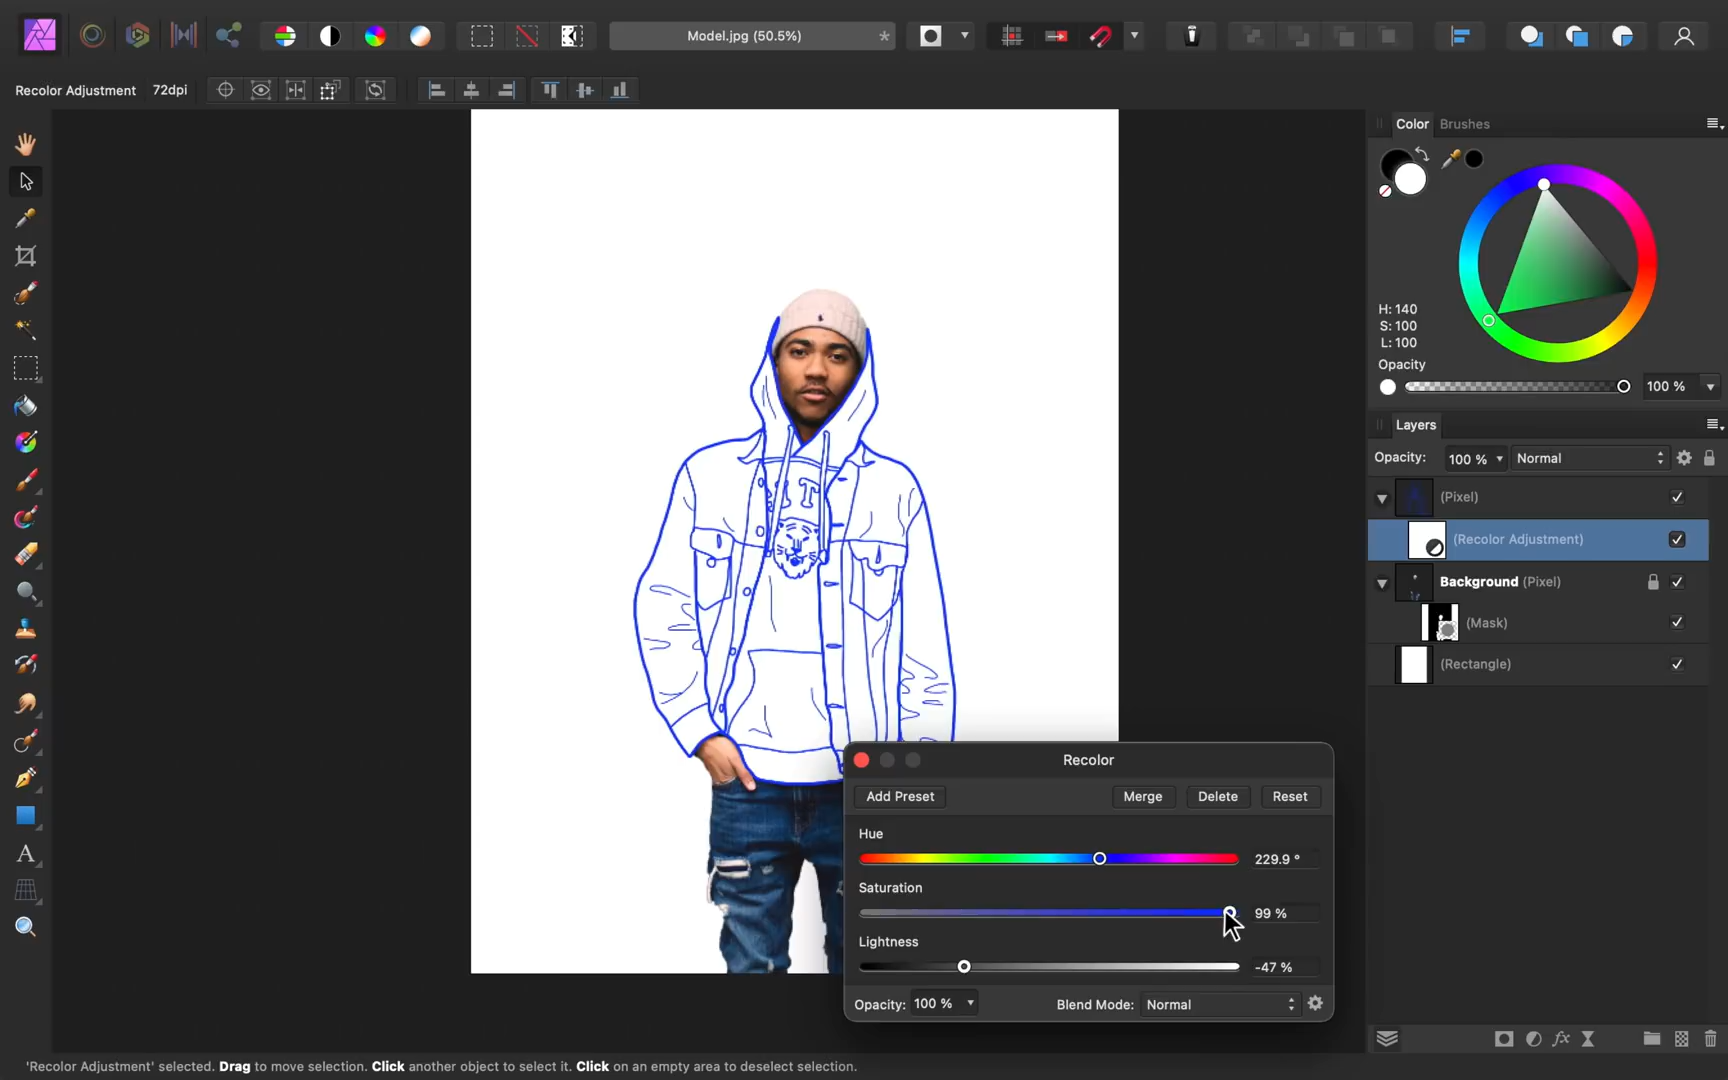 Model.jpg (50.5%)
*
Recolor Adjustment
72dpi
Color
Brushes
H: 140
S: 100
L: 100
Opacity
100 %
Layers
Opacity:
100 %
Normal
(Pixel)
(Recolor Adjustment)
Background (Pixel)
(Mask)
(Rectangle)
Recolor
Add Preset
Merge
Delete
Reset
Hue
229.9 °
Saturation
99 %
Lightness
-47 %
Opacity: 100 %
Blend Mode: Normal
'Recolor Adjustment' selected. Drag to move selection. Click another object to select it. Click on an empty area to deselect selection.